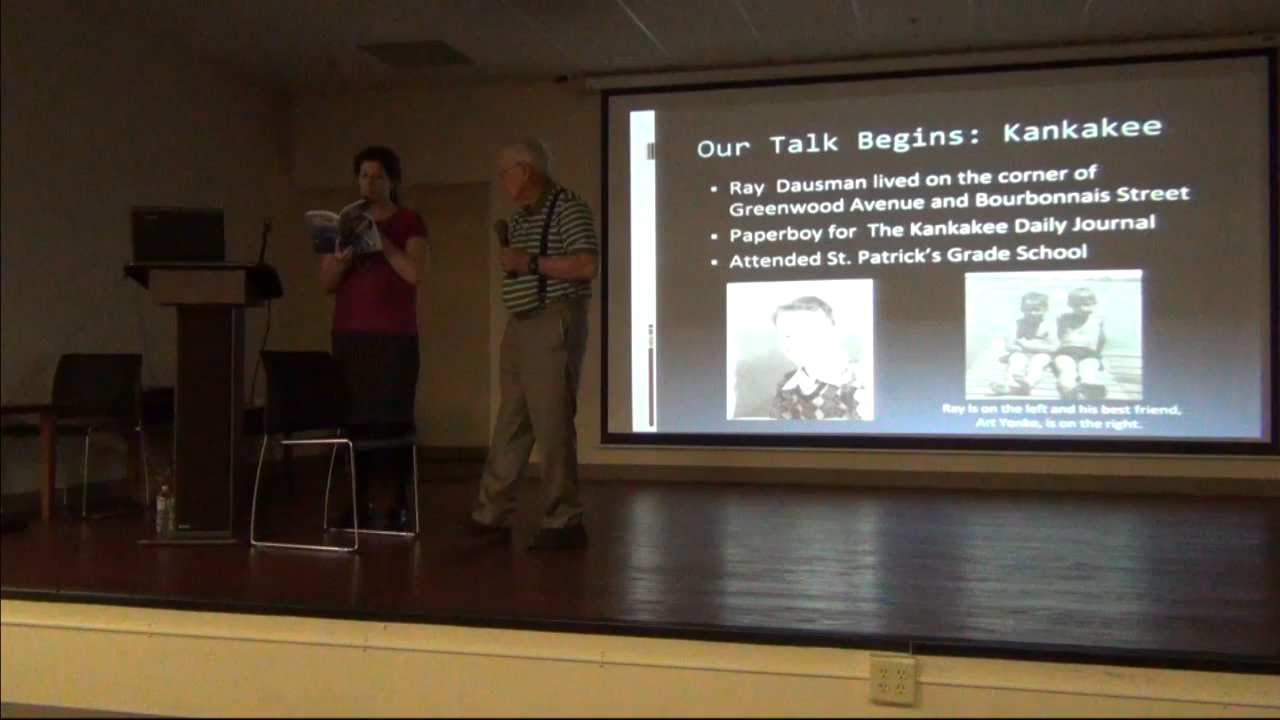 Our Talk Begins: Kankakee
• Ray Dausman lived on the corner of
Greenwood Avenue and Bourbonnais Street
• Paperboy for The Kankakee Daily Journal
• Attended St. Patrick's Grade School
Ray is on the left and his best friend,
Art Yonke, is on the right.